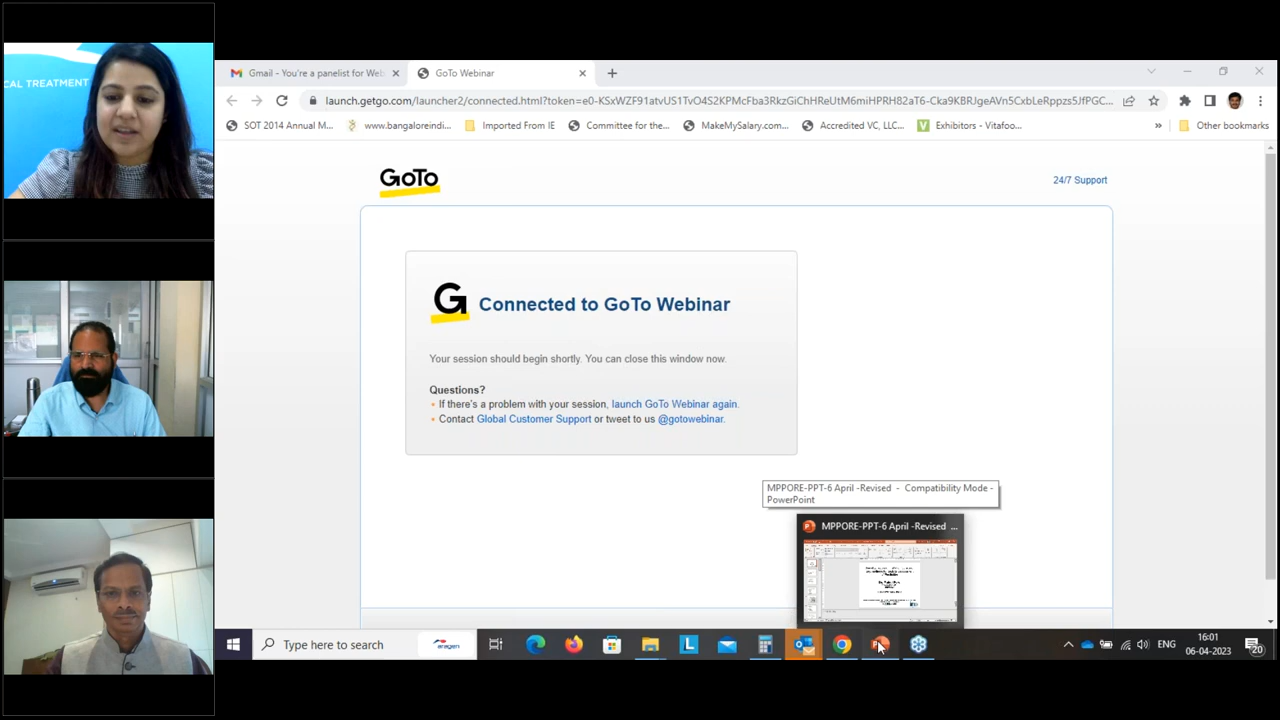 CAL TREATMENT
Gmail - You're a panelist for Web
GoTo Webinar
launch.getgo.com/launcher2/connected.html?token=e0-KSxWZF91atvUS1TvO4S2KPMcFba3RkzGiChHReUtM6miHPRH82aT6-Cka9KBRJgeAVn5CxbLeRppzs5JfPGC...
SOT 2014 Annual M...
www.bangaloreindi...
Imported From IE
Committee for the...
MakeMySalary.com...
Accredited VC, LLC...
Exhibitors - Vitafoo...
»
Other bookmarks
GoTo
24/7 Support
G Connected to GoTo Webinar
Your session should begin shortly. You can close this window now.
Questions?
• If there's a problem with your session, launch GoTo Webinar again.
• Contact Global Customer Support or tweet to us @gotowebinar.
MPPORE-PPT-6 April -Revised - Compatibility Mode -
PowerPoint
MPPORE-PPT-6 April -Revised ...
Type here to search
aragen
ENG
16:01
06-04-2023
20